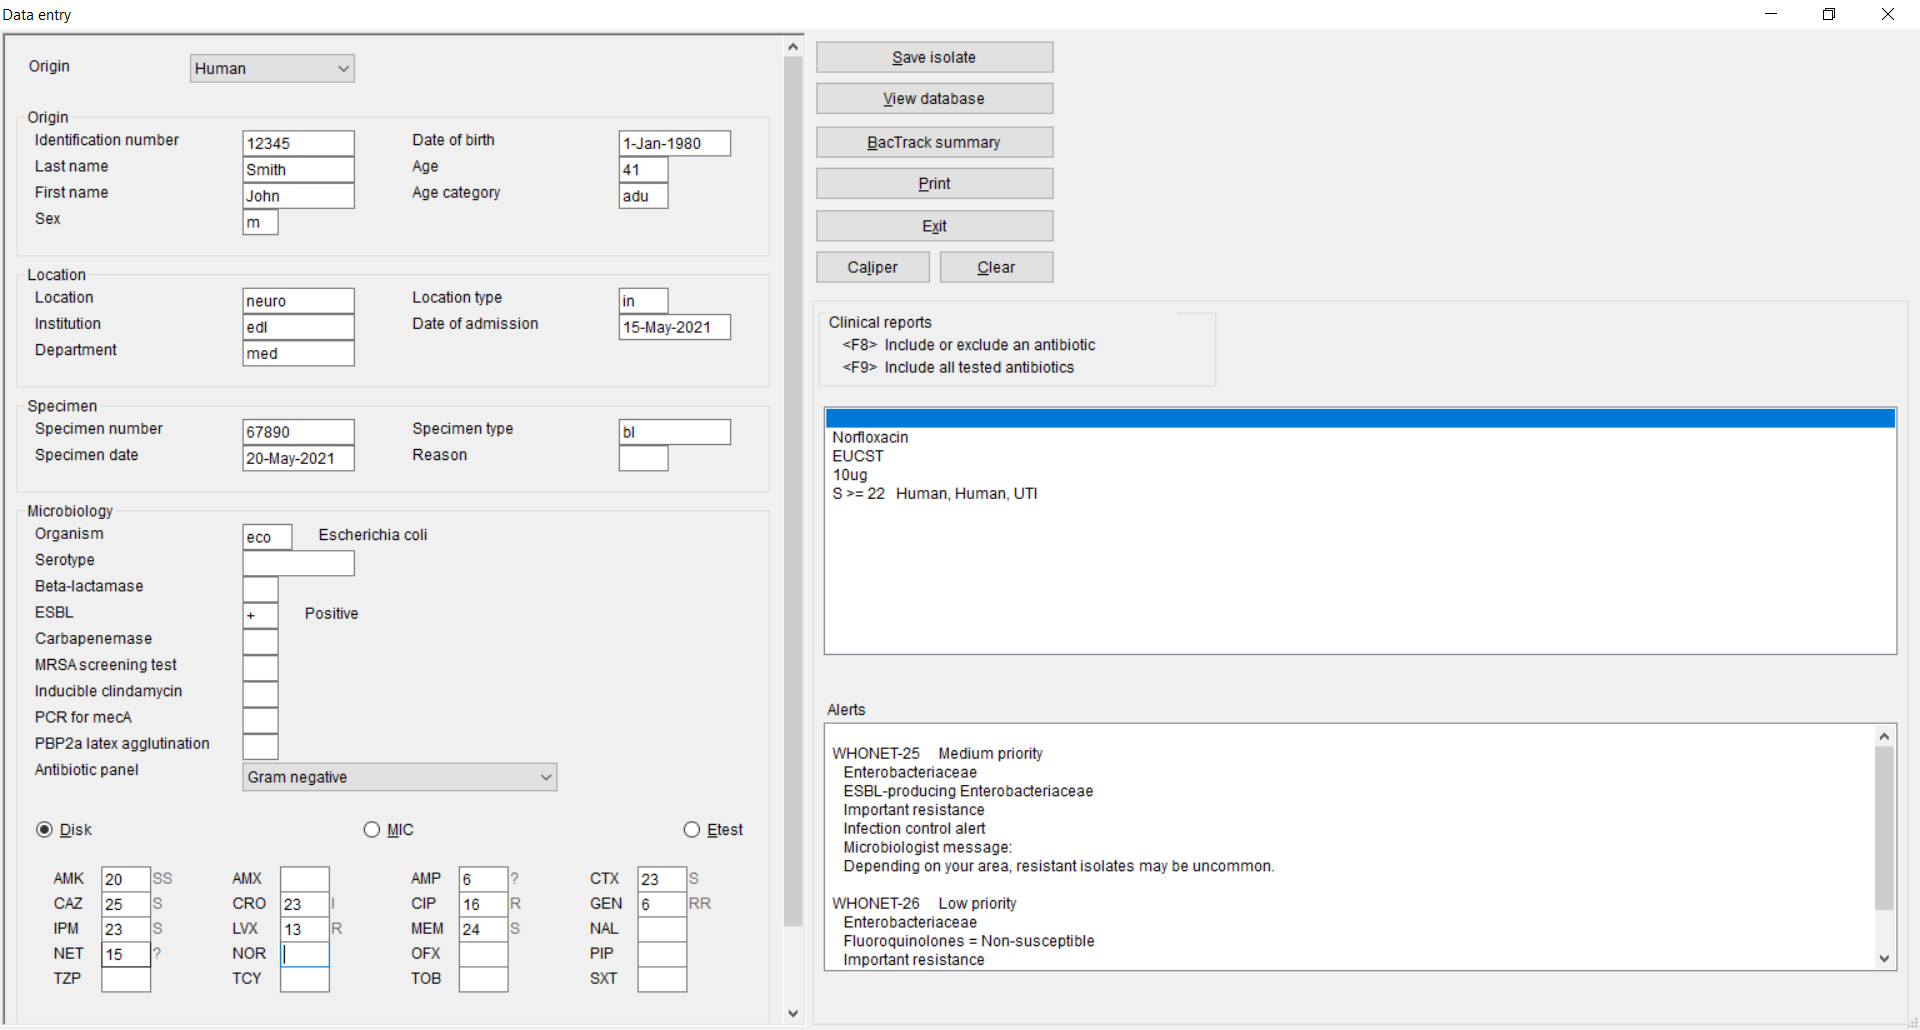 Data entry
Origin Human
Origin
Identification number 12345 Date of birth 1-Jan-1980
Last name Smith Age 41
First name John Age category adu
Sex m
Location
Location neuro Location type in
Institution edl Date of admission 15-May-2021
Department med
Specimen
Specimen number 67890 Specimen type bl
Specimen date 20-May-2021 Reason
Microbiology
Organism eco Escherichia coli
Serotype
Beta-lactamase
ESBL + Positive
Carbapenemase
MRSA screening test
Inducible clindamycin
PCR for mecA
PBP2a latex agglutination
Antibiotic panel Gram negative
Disk MIC Etest
AMK 20 SS AMX AMP 6 ? CTX 23 S
CAZ 25 S CRO 23 I CIP 16 R GEN 6 RR
IPM 23 S LVX 13 R MEM 24 S NAL
NET 15 ? NOR OFX PIP
TZP TCY TOB SXT
Save isolate
View database
BacTrack summary
Print
Exit
Caliper Clear
Clinical reports
<F8> Include or exclude an antibiotic
<F9> Include all tested antibiotics
Norfloxacin
EUCST
10ug
S >= 22 Human, Human, UTI
Alerts
WHONET-25 Medium priority
Enterobacteriaceae
ESBL-producing Enterobacteriaceae
Important resistance
Infection control alert
Microbiologist message:
Depending on your area, resistant isolates may be uncommon.
WHONET-26 Low priority
Enterobacteriaceae
Fluoroquinolones = Non-susceptible
Important resistance